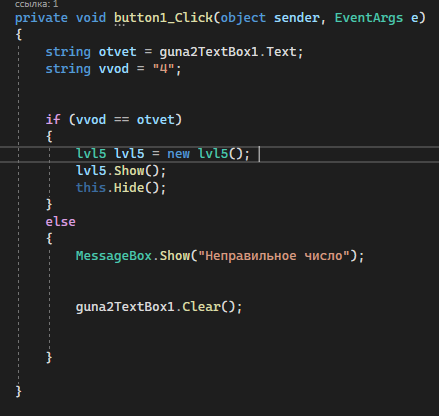 ссылка: 1
private void button1_Click(object sender, EventArgs e)
{
string otvet = guna2TextBox1.Text;
string vvod = "4";
if (vvod == otvet)
{
lvl5 lvl5 = new lvl5();
lvl5.Show();
this.Hide();
}
else
{
MessageBox.Show("Неправильное число");
guna2TextBox1.Clear();
}
}